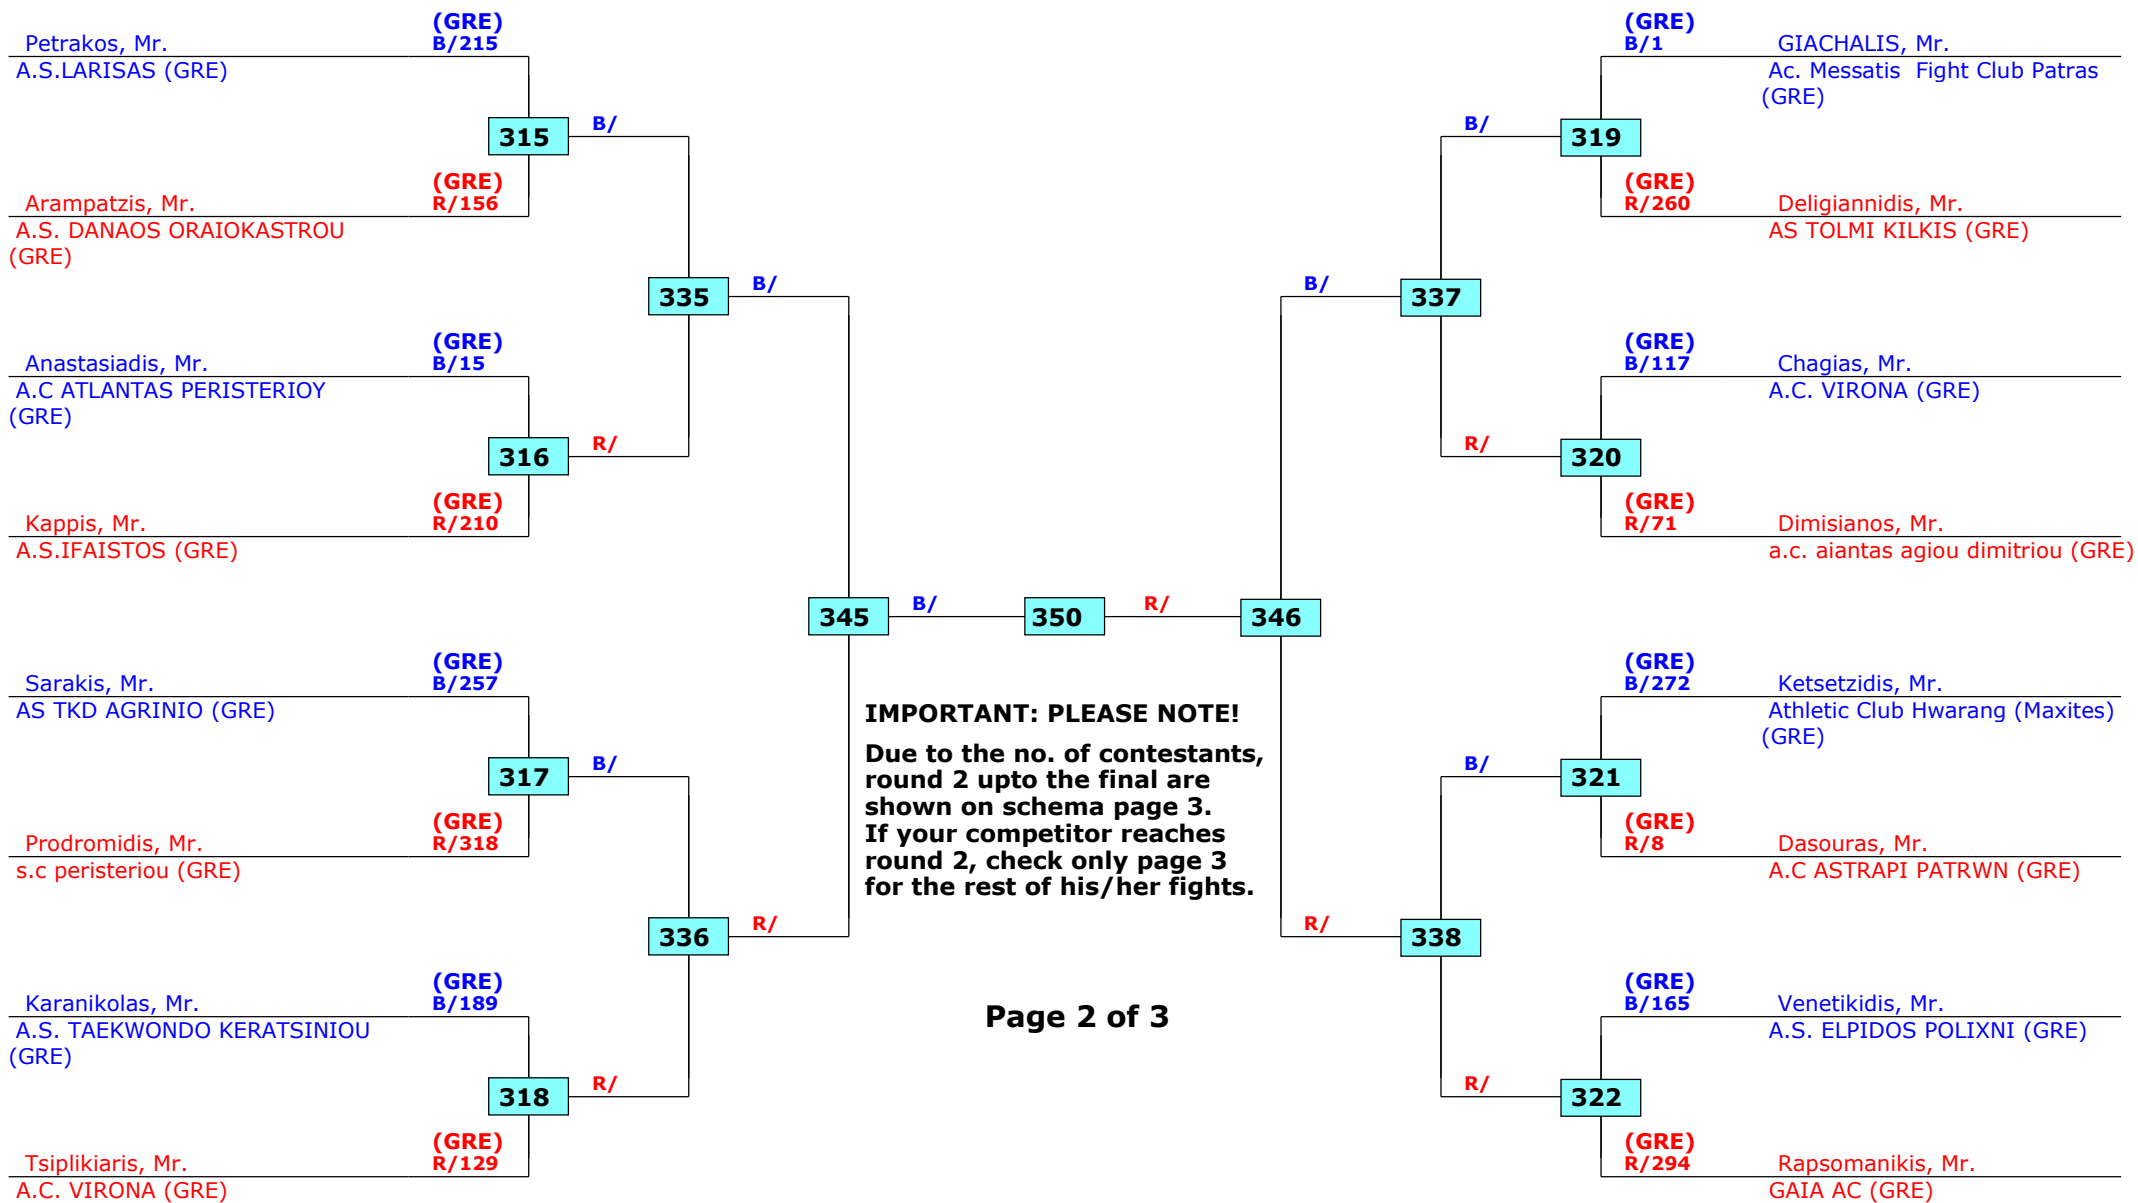 (GRE)
Petrakos, Mr. B/215
A.S.LARISAS (GRE)
315 B/
(GRE)
Arampatzis, Mr. R/156
A.S. DANAOS ORAIOKASTROU
(GRE)
335 B/
(GRE)
Anastasiadis, Mr. B/15
A.C ATLANTAS PERISTERIOY
(GRE)
316 R/
(GRE)
Kappis, Mr. R/210
A.S.IFAISTOS (GRE)
345 B/ 350 R/ 346
(GRE)
Sarakis, Mr. B/257
AS TKD AGRINIO (GRE)
317 B/
(GRE)
Prodromidis, Mr. R/318
s.c peristeriou (GRE)
336 R/
(GRE)
Karanikolas, Mr. B/189
A.S. TAEKWONDO KERATSINIOU
(GRE)
318 R/
(GRE)
Tsiplikiaris, Mr. R/129
A.C. VIRONA (GRE)
IMPORTANT: PLEASE NOTE!
Due to the no. of contestants,
round 2 upto the final are
shown on schema page 3.
If your competitor reaches
round 2, check only page 3
for the rest of his/her fights.
Page 2 of 3
(GRE)
B/1 GIACHALIS, Mr.
Ac. Messatis  Fight Club Patras
(GRE)
B/ 319
(GRE)
R/260 Deligiannidis, Mr.
AS TOLMI KILKIS (GRE)
B/ 337
(GRE)
B/117 Chagias, Mr.
A.C. VIRONA (GRE)
R/ 320
(GRE)
R/71 Dimisianos, Mr.
a.c. aiantas agiou dimitriou (GRE)
(GRE)
B/272 Ketsetzidis, Mr.
Athletic Club Hwarang (Maxites)
(GRE)
B/ 321
(GRE)
R/8 Dasouras, Mr.
A.C ASTRAPI PATRWN (GRE)
R/ 338
(GRE)
B/165 Venetikidis, Mr.
A.S. ELPIDOS POLIXNI (GRE)
R/ 322
(GRE)
R/294 Rapsomanikis, Mr.
GAIA AC (GRE)